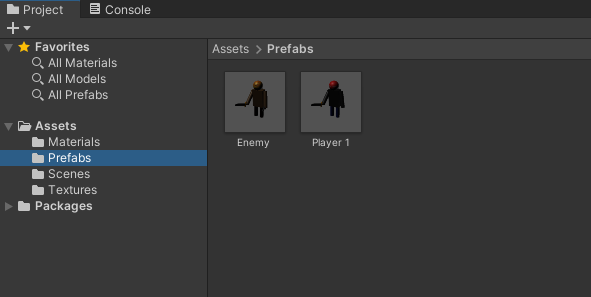 Project Console
Favorites
All Materials
All Models
All Prefabs
Assets
Materials
Prefabs
Scenes
Textures
Packages
Assets > Prefabs
Enemy Player 1